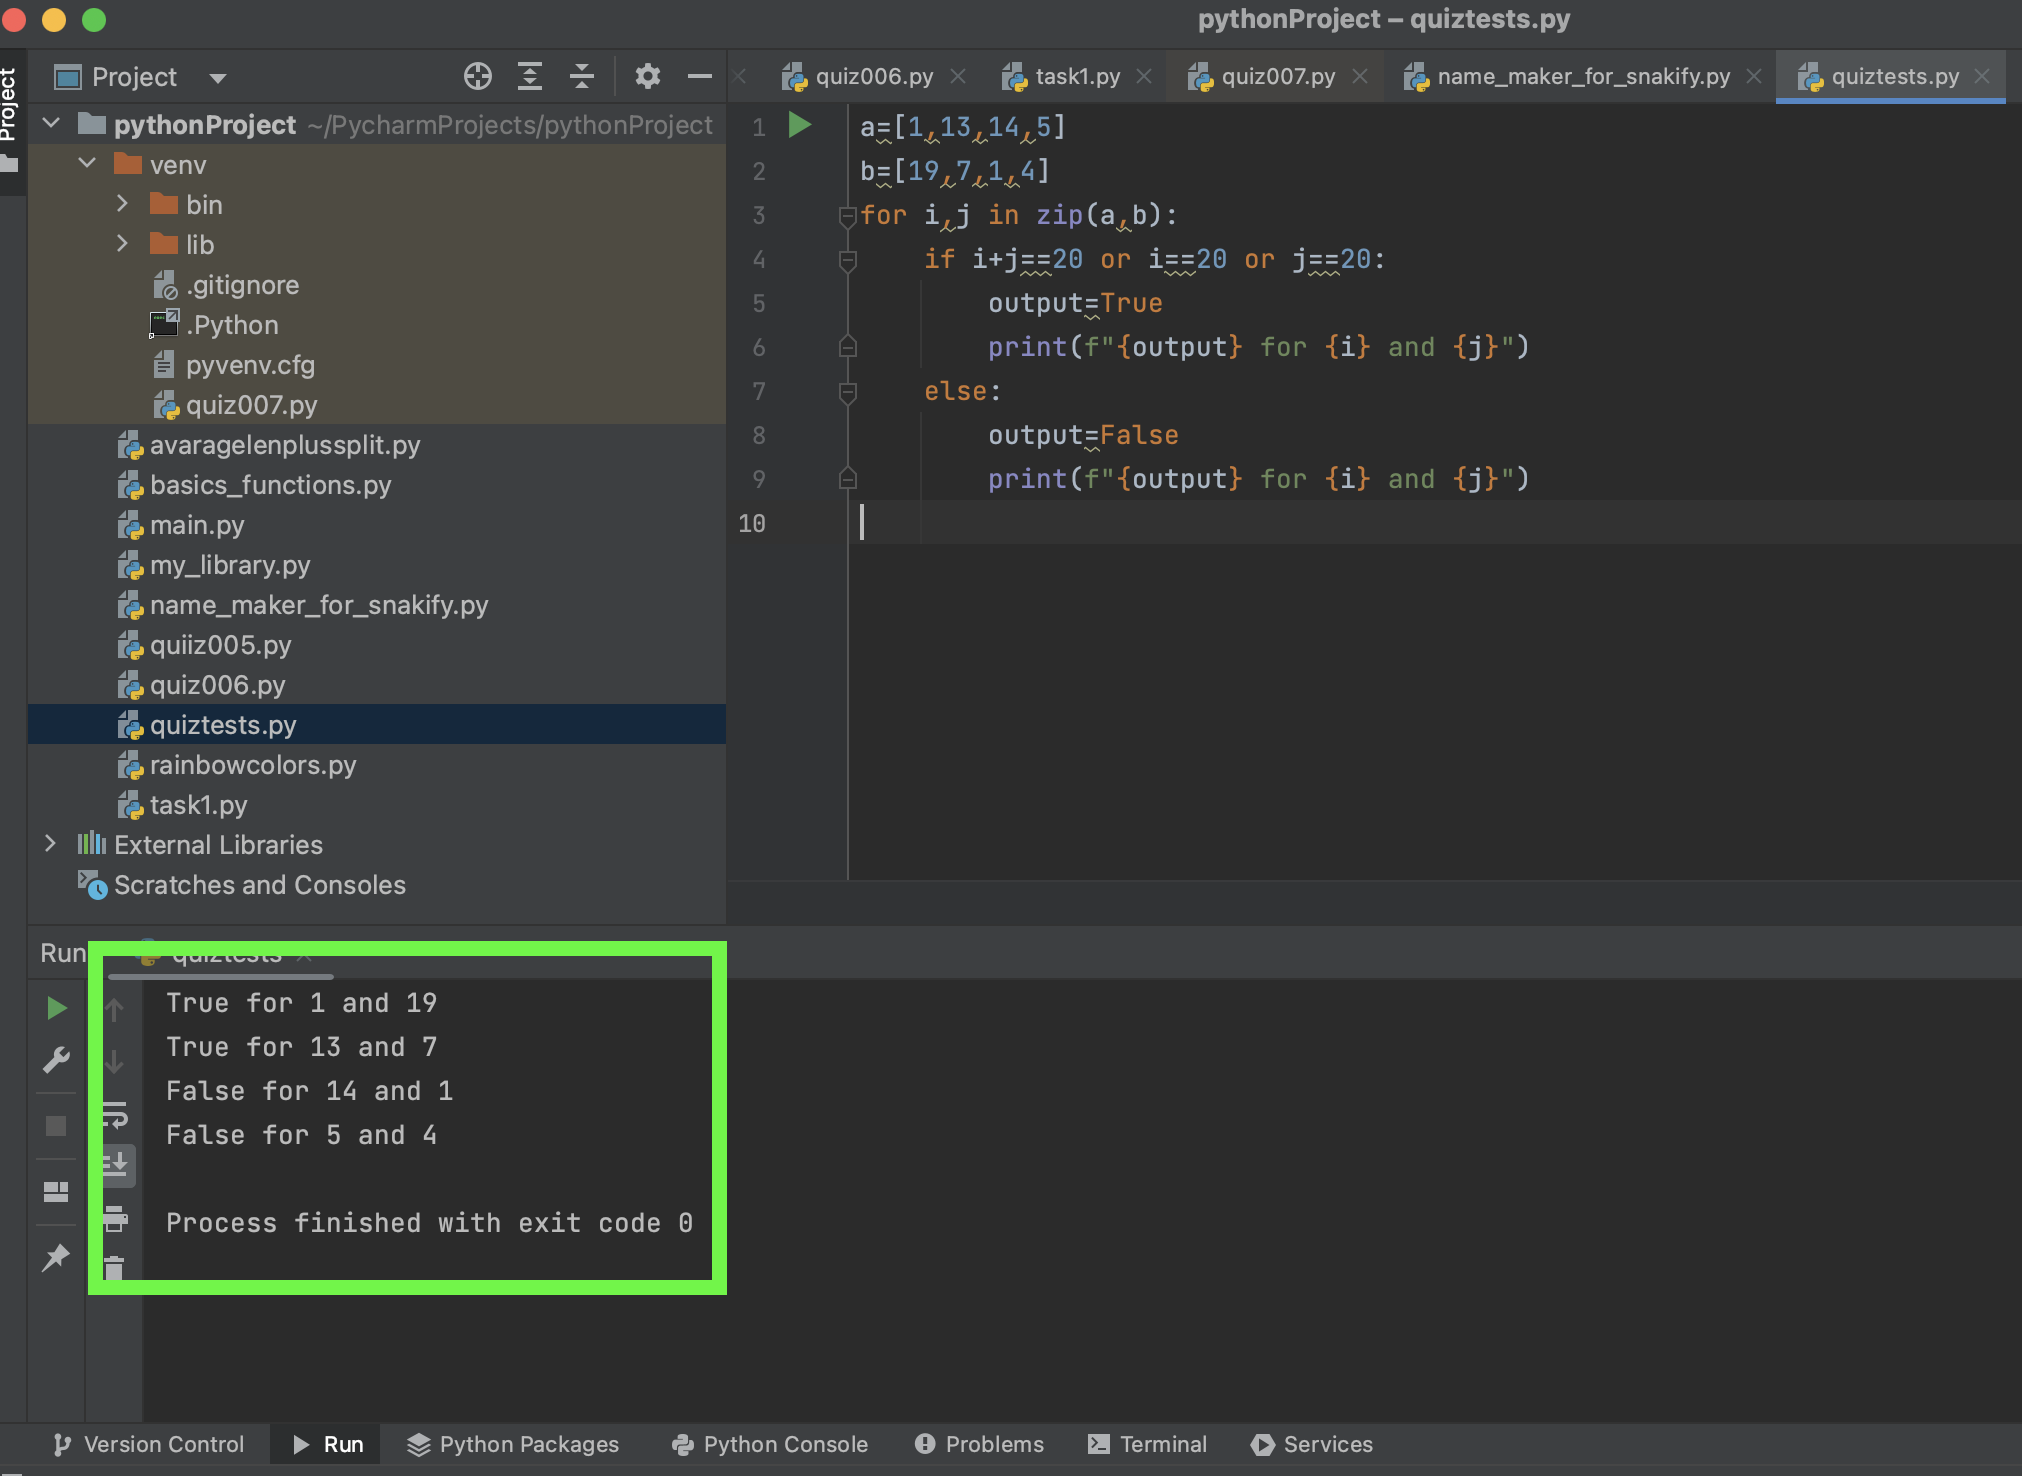 pythonProject – quiztests.py
Project
Project
quiz006.py
task1.py
quiz007.py
name_maker_for_snakify.py
quiztests.py
pythonProject ~/PycharmProjects/pythonProject
venv
bin
lib
.gitignore
.Python
pyvenv.cfg
quiz007.py
avaragelenplussplit.py
basics_functions.py
main.py
my_library.py
name_maker_for_snakify.py
quiiz005.py
quiz006.py
quiztests.py
rainbowcolors.py
task1.py
External Libraries
Scratches and Consoles
1 a=[1,13,14,5]
2 b=[19,7,1,4]
3 for i,j in zip(a,b):
4     if i+j==20 or i==20 or j==20:
5         output=True
6         print(f"{output} for {i} and {j}")
7     else:
8         output=False
9         print(f"{output} for {i} and {j}")
10
Run
quiztests
True for 1 and 19
True for 13 and 7
False for 14 and 1
False for 5 and 4
Process finished with exit code 0
Version Control
Run
Python Packages
Python Console
Problems
Terminal
Services